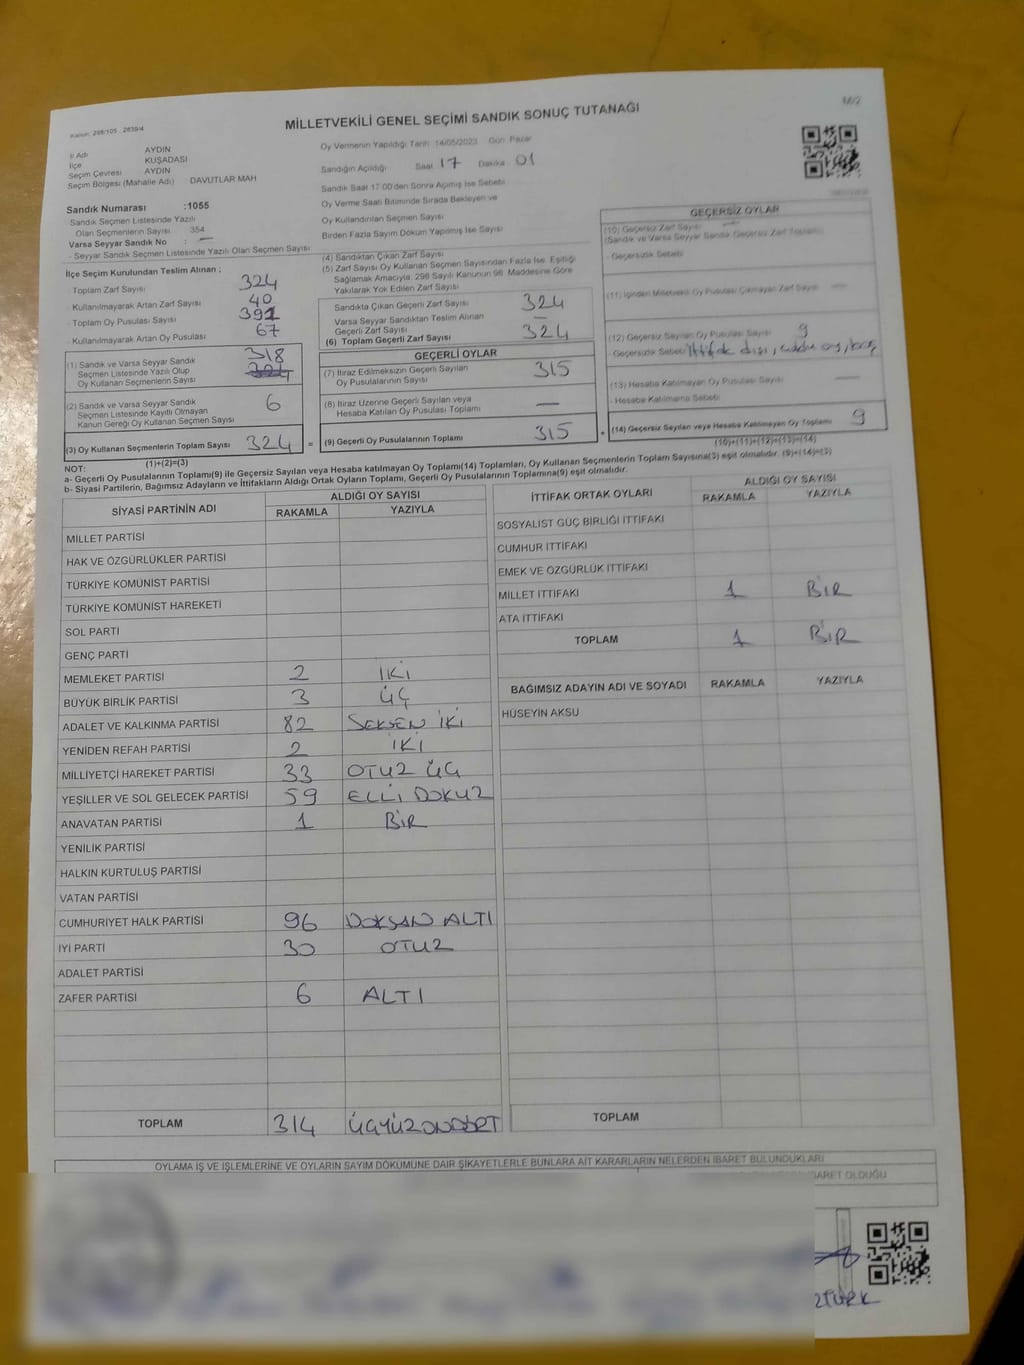 M/2
Kanun: 298/105 , 2839/4
MİLLETVEKİLİ GENEL SEÇİMİ SANDIK SONUÇ TUTANAĞI
İl Adı AYDIN
İlçe KUŞADASI
Seçim Çevresi AYDIN
Seçim Bölgesi (Mahalle Adı) DAVUTLAR MAH
Sandık Numarası :1055
Sandık Seçmen Listesinde Yazılı
Olan Seçmenlerin Sayısı 354
Varsa Seyyar Sandık No : —
- Seyyar Sandık Seçmen Listesinde Yazılı Olan Seçmen Sayısı
Oy Vermenin Yapıldığı Tarih :14/05/2023 Gün: Pazar
Sandığın Açıldığı Saat 17 Dakika 01
Sandık Saat 17:00'den Sonra Açılmış İse Sebebi
Oy Verme Saati Bitiminde Sırada Bekleyen ve
Oy Kullandırılan Seçmen Sayısı
Birden Fazla Sayım Döküm Yapılmış İse Sayısı
İlçe Seçim Kurulundan Teslim Alınan ;
- Toplam Zarf Sayısı 324
- Kullanılmayarak Artan Zarf Sayısı 40
- Toplam Oy Pusulası Sayısı 391
- Kullanılmayarak Artan Oy Pusulası 67
(1) Sandık ve Varsa Seyyar Sandık
Seçmen Listesinde Yazılı Olup
Oy Kullanan Seçmenlerin Sayısı 318 324
(2) Sandık ve Varsa Seyyar Sandık
Seçmen Listesinde Kayıtlı Olmayan
Kanun Gereği Oy Kullanan Seçmen Sayısı 6
(3) Oy Kullanan Seçmenlerin Toplam Sayısı 324
(1)+(2)=(3)
(4) Sandıktan Çıkan Zarf Sayısı
(5) Zarf Sayısı Oy Kullanan Seçmen Sayısından Fazla İse, Eşitliği
Sağlamak Amacıyla, 298 Sayılı Kanunun 98. Maddesine Göre
Yakılarak Yok Edilen Zarf Sayısı
Sandıkta Çıkan Geçerli Zarf Sayısı 324
Varsa Seyyar Sandıktan Teslim Alınan
Geçerli Zarf Sayısı —
(6) Toplam Geçerli Zarf Sayısı 324
GEÇERLİ OYLAR
(7) İtiraz Edilmeksizin Geçerli Sayılan
Oy Pusulalarının Sayısı 315
(8) İtiraz Üzerine Geçerli Sayılan veya
Hesaba Katılan Oy Pusulası Toplamı —
= (9) Geçerli Oy Pusulalarının Toplamı 315 +
GEÇERSİZ OYLAR
(10) Geçersiz Zarf Sayısı —
(Sandık ve Varsa Seyyar Sandık Geçersiz Zarf Toplamı)
- Geçersizlik Sebebi
(11) İçinden Milletvekili Oy Pusulası Çıkmayan Zarf Sayısı —
(12) Geçersiz Sayılan Oy Pusulası Sayısı 9
- Geçersizlik Sebebi İttifak dışı,
(13) Hesaba Katılmayan Oy Pusulası Sayısı —
- Hesaba Katılmama Sebebi
(14) Geçersiz Sayılan veya Hesaba Katılmayan Oy Toplamı 9
(10)+(11)+(12)+(13)=(14)
NOT:
a- Geçerli Oy Pusulalarının Toplamı(9) ile Geçersiz Sayılan veya Hesaba katılmayan Oy Toplamı(14) Toplamları, Oy Kullanan Seçmenlerin Toplam Sayısına(3) eşit olmalıdır. (9)+(14)=(3)
b- Siyasi Partilerin, Bağımsız Adayların ve İttifakların Aldığı Ortak Oyların Toplamı, Geçerli Oy Pusulalarının Toplamına(9) eşit olmalıdır.
SİYASİ PARTİNİN ADI ALDIĞI OY SAYISI
RAKAMLA YAZIYLA
MİLLET PARTİSİ
HAK VE ÖZGÜRLÜKLER PARTİSİ
TÜRKİYE KOMÜNİST PARTİSİ
TÜRKİYE KOMÜNİST HAREKETİ
SOL PARTİ
GENÇ PARTİ
MEMLEKET PARTİSİ 2 İKİ
BÜYÜK BİRLİK PARTİSİ 3 ÜÇ
ADALET VE KALKINMA PARTİSİ 82 SEKSEN İKİ
YENİDEN REFAH PARTİSİ 2 İKİ
MİLLİYETÇİ HAREKET PARTİSİ 33 OTUZ ÜÇ
YEŞİLLER VE SOL GELECEK PARTİSİ 59 ELLİ DOKUZ
ANAVATAN PARTİSİ 1 BİR
YENİLİK PARTİSİ
HALKIN KURTULUŞ PARTİSİ
VATAN PARTİSİ
CUMHURİYET HALK PARTİSİ 96 DOKSAN ALTI
İYİ PARTİ 30 OTUZ
ADALET PARTİSİ
ZAFER PARTİSİ 6 ALTI
TOPLAM 314 ÜÇYÜZONDÖRT
İTTİFAK ORTAK OYLARI ALDIĞI OY SAYISI
RAKAMLA YAZIYLA
SOSYALİST GÜÇ BİRLİĞİ İTTİFAKI
CUMHUR İTTİFAKI
EMEK VE ÖZGÜRLÜK İTTİFAKI
MİLLET İTTİFAKI 1 BİR
ATA İTTİFAKI
TOPLAM 1 BİR
BAĞIMSIZ ADAYIN ADI VE SOYADI RAKAMLA YAZIYLA
HÜSEYİN AKSU
TOPLAM
OYLAMA İŞ VE İŞLEMLERİNE VE OYLARIN SAYIM DÖKÜMÜNE DAİR ŞİKAYETLERLE BUNLARA AİT KARARLARIN NELERDEN İBARET BULUNDUKLARI
İBARET OLDUĞU
ZTÜRK